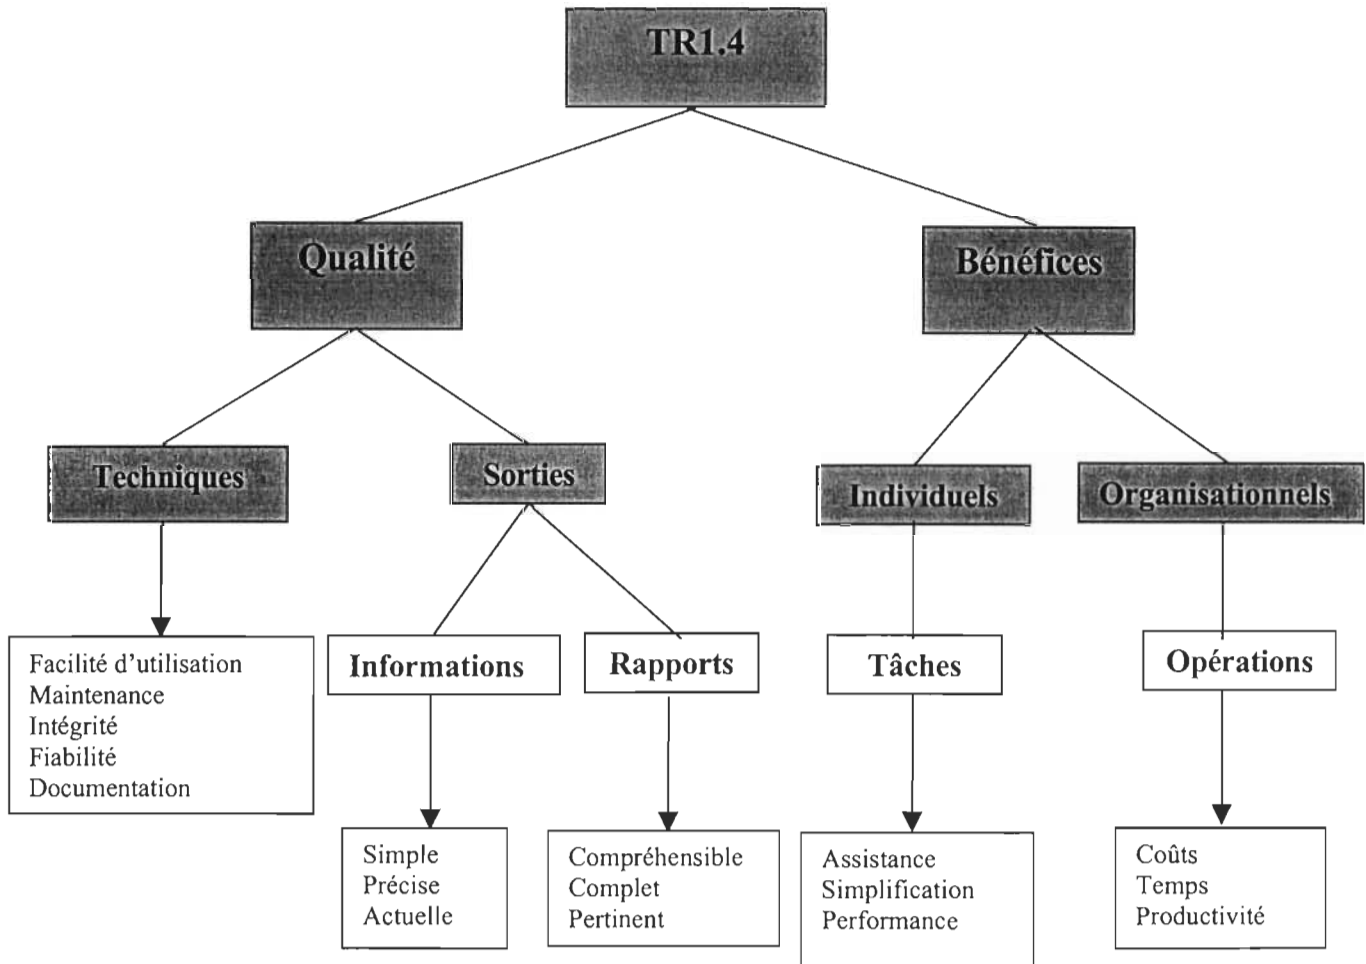 TR1.4
Qualité
Bénéfices
Techniques
Sorties
Individuels
Organisationnels
Facilité d'utilisation
Maintenance
Intégrité
Fiabilité
Documentation
Informations
Rapports
Tâches
Opérations
Simple
Précise
Actuelle
Compréhensible
Complet
Pertinent
Assistance
Simplification
Performance
Coûts
Temps
Productivité